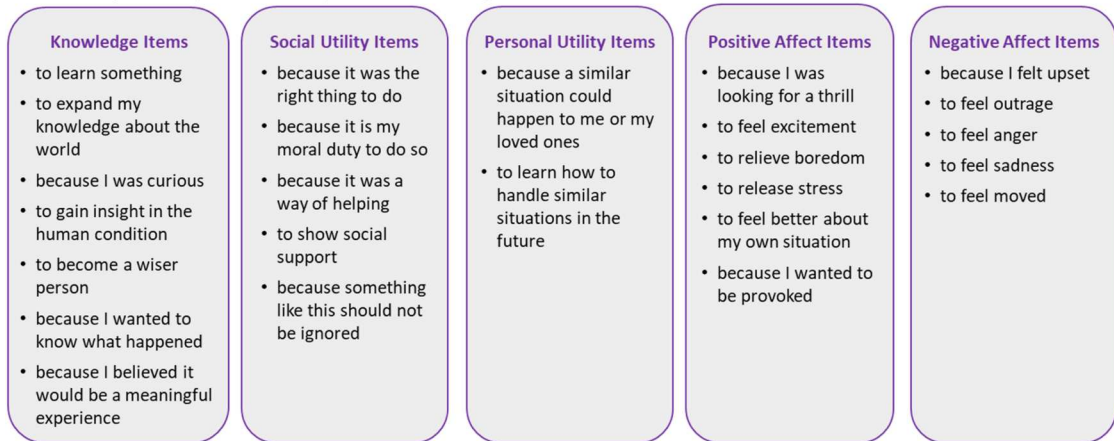 Knowledge Items
• to learn something
• to expand my
knowledge about the
world
• because I was curious
• to gain insight in the
human condition
• to become a wiser
person
• because I wanted to
know what happened
• because I believed it
would be a meaningful
experience
Social Utility Items
• because it was the
right thing to do
• because it is my
moral duty to do so
• because it was a
way of helping
• to show social
support
• because something
like this should not
be ignored
Personal Utility Items
• because a similar
situation could
happen to me or my
loved ones
• to learn how to
handle similar
situations in the
future
Positive Affect Items
• because I was
looking for a thrill
• to feel excitement
• to relieve boredom
• to release stress
• to feel better about
my own situation
• because I wanted to
be provoked
Negative Affect Items
• because I felt upset
• to feel outrage
• to feel anger
• to feel sadness
• to feel moved